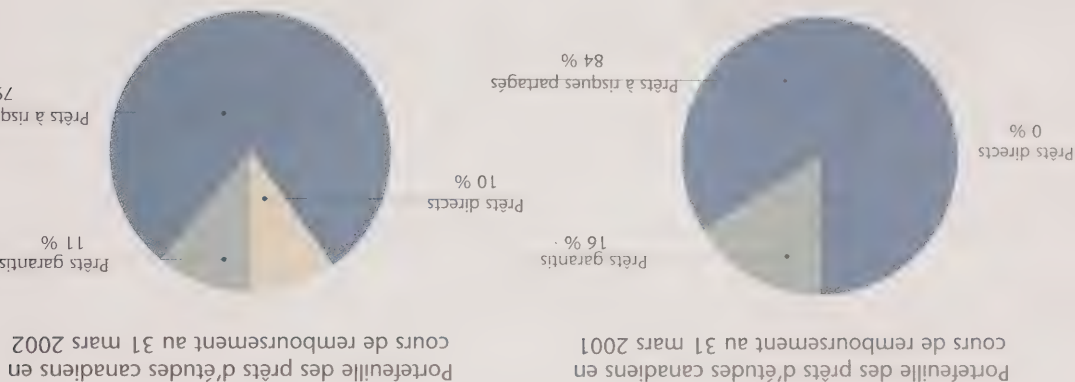 Portefeuille des prêts d'études canadiens en
cours de remboursement au 31 mars 2001
Prêts garantis
16 %
Prêts directs
0 %
Prêts à risques partagés
84 %
Portefeuille des prêts d'études canadiens en
cours de remboursement au 31 mars 2002
Prêts garantis
11 %
Prêts directs
10 %
Prêts à
79